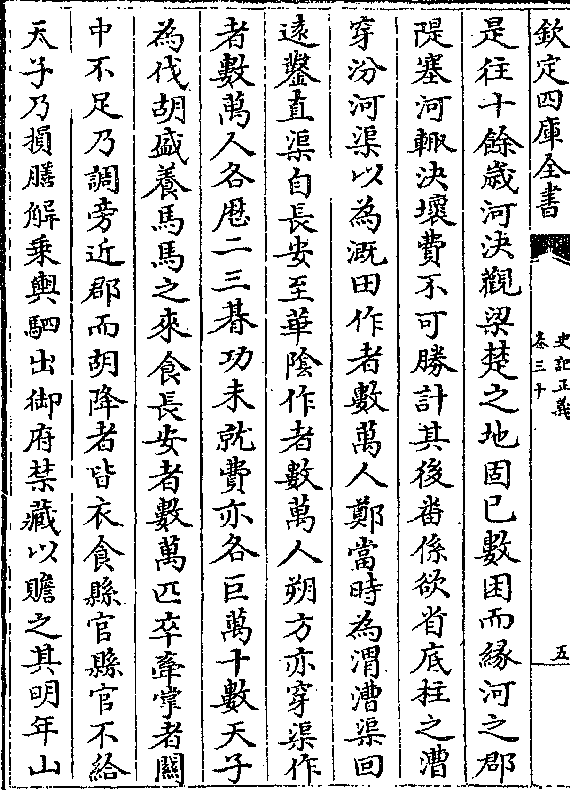 欽定四庫全書
史記正義
卷三十
五
是往十餘歲河決觀梁楚之地固已數困而緣河之郡
隄塞河輙決壞費不可勝計其後番係欲省底柱之漕
穿汾河渠以為溉田作者數萬人鄭當時為渭漕渠回
遠鑿直渠自長安至華陰作者數萬人朔方亦穿渠作
者數萬人各厯二三朞功未就費亦各巨萬十數天子
為伐胡盛養馬馬之來食長安者數萬匹卒牽掌者關
中不足乃調旁近郡而胡降者皆衣食縣官縣官不給
天子乃損膳解乘輿駟出御府禁藏以贍之其明年山